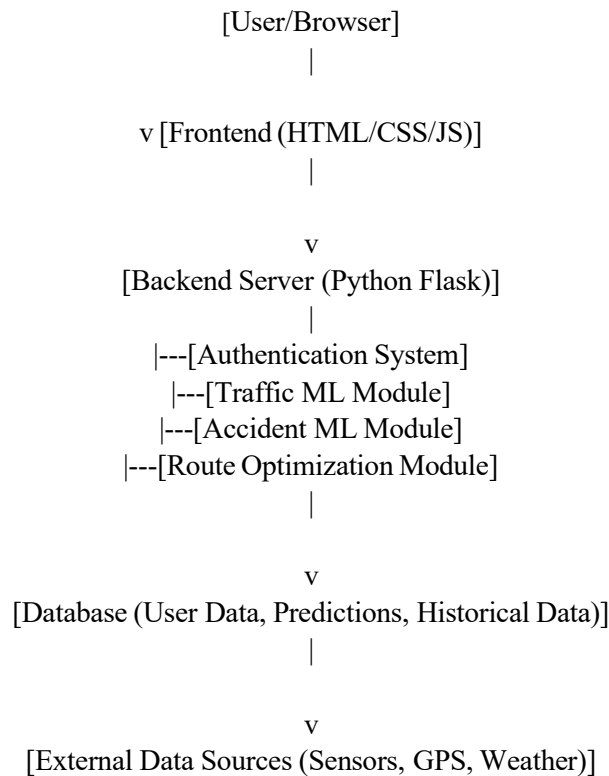 [User/Browser]
|
v [Frontend (HTML/CSS/JS)]
|
v
[Backend Server (Python Flask)]
|
|---[Authentication System]
|---[Traffic ML Module]
|---[Accident ML Module]
|---[Route Optimization Module]
|
v
[Database (User Data, Predictions, Historical Data)]
|
v
[External Data Sources (Sensors, GPS, Weather)]